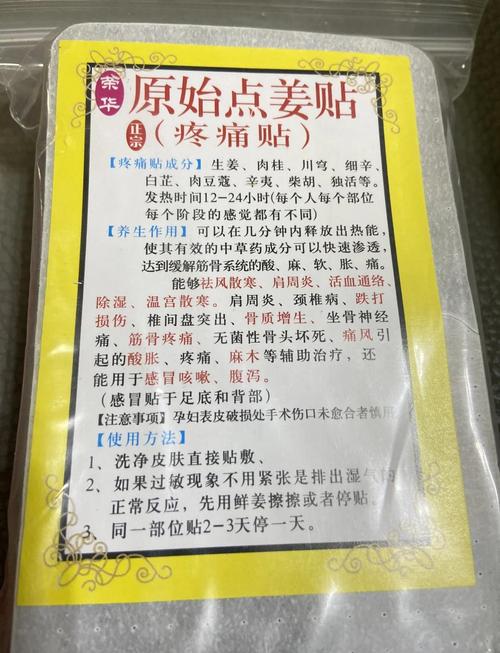 荣华
原始点姜贴
正宗
(疼痛贴)
【疼痛贴成分】生姜、肉桂、川穹、细辛、
白芷、肉豆蔻、辛夷、柴胡、独活等。
发热时间12-24小时(每个人每个部位
每个阶段的感觉都有不同)
【养生作用】可以在几分钟内释放出热能,
使其有效的中草药成分可以快速渗透,
达到缓解筋骨系统的酸、麻、软、胀、痛。
能够祛风散寒、肩周炎、活血通络、
除湿、温宫散寒。肩周炎、颈椎病、跌打
损伤、椎间盘突出、骨质增生、坐骨神经
痛、筋骨疼痛、无菌性骨头坏死、痛风引
起的酸胀、疼痛、麻木等辅助治疗,还
能用于感冒咳嗽、腹泻。
(感冒贴于足底和背部)
【注意事项】孕妇表皮破损处手术伤口未愈合者慎用
【使用方法】
1、洗净皮肤直接贴敷、
2、如果过敏现象不用紧张是排出湿气的
正常反应,先用鲜姜擦擦或者停贴。
3、同一部位贴2-3天停一天。